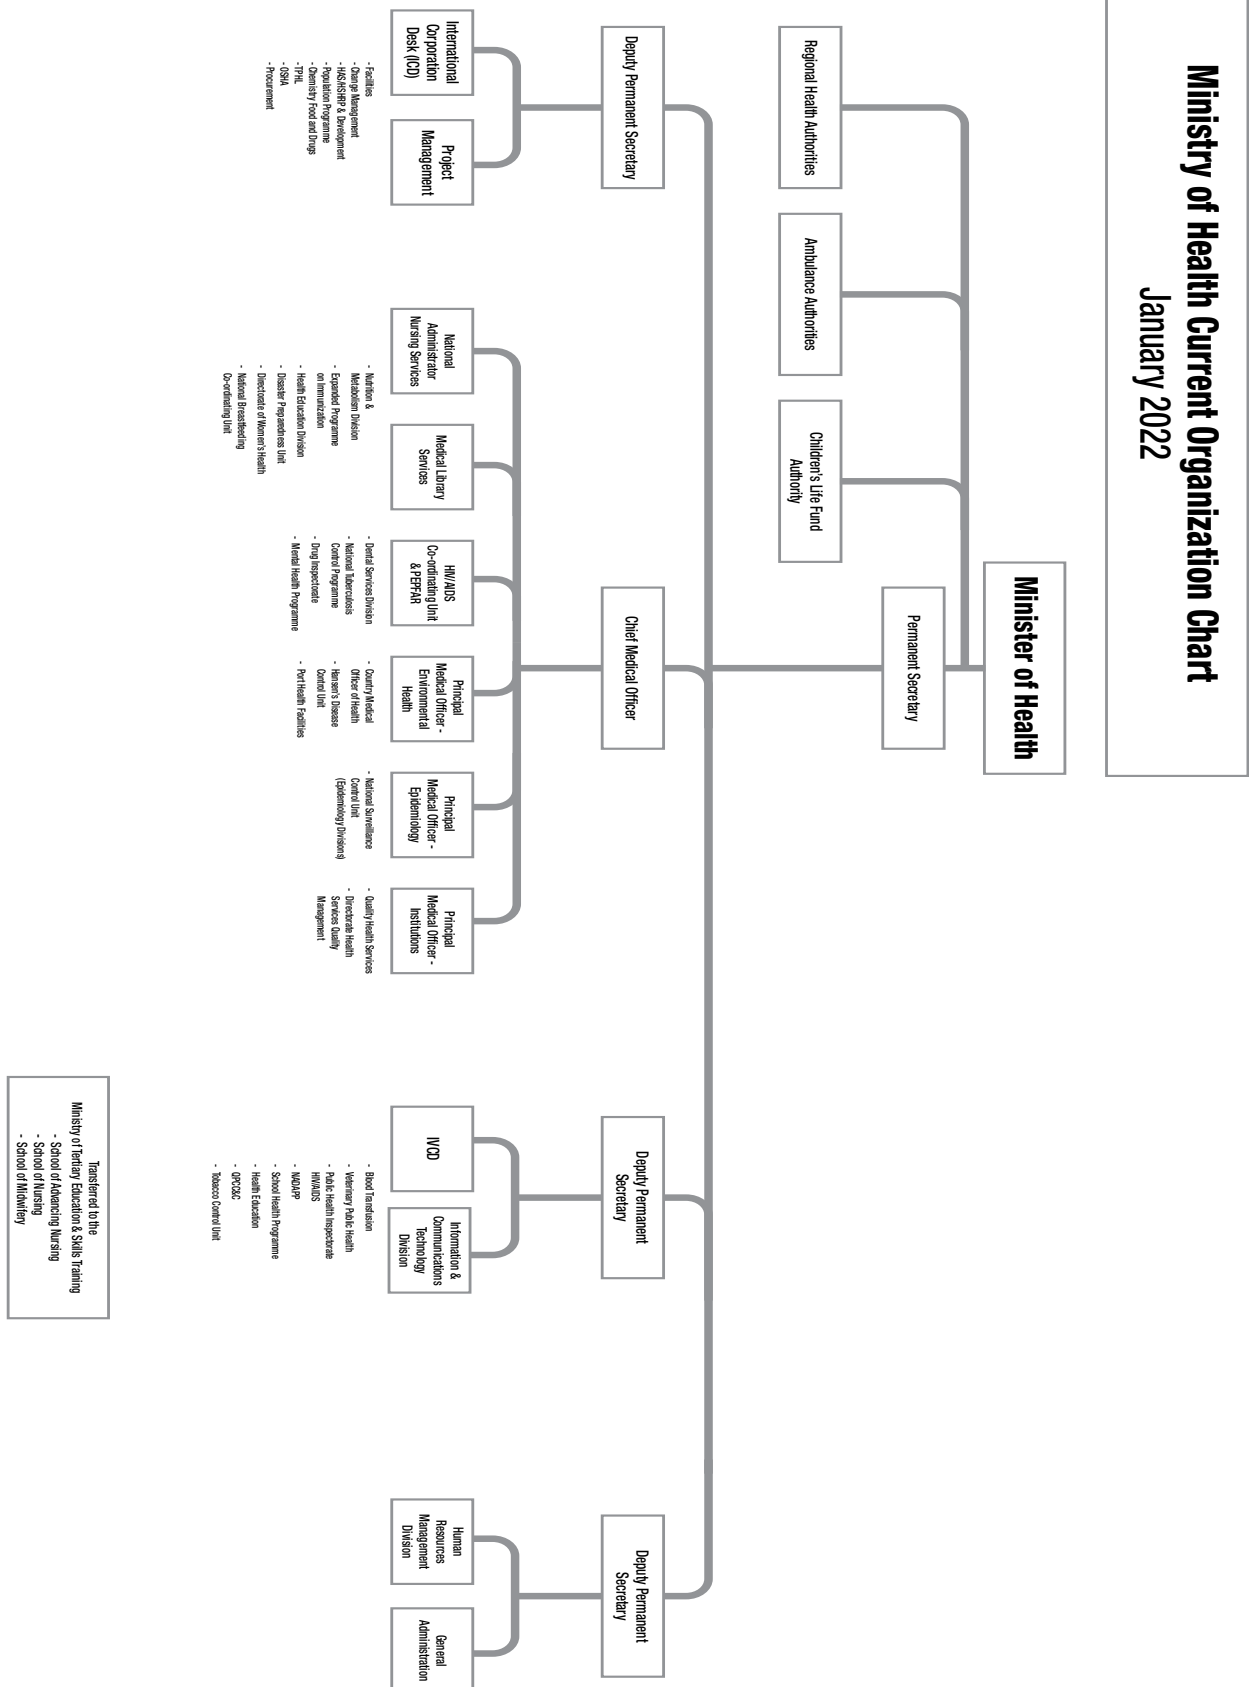 Ministry of Health Current Organization Chart
January 2022
Minister of Health
Permanent Secretary
Regional Health Authorities
Ambulance Authorities
Children's Life Fund
Authority
Deputy Permanent Secretary
Chief Medical Officer
Deputy Permanent
Secretary
Deputy Permanent
Secretary
International
Corporation
Desk (ICD)
Project
Management
- Facilities
- Change Management
- HAS/HSHRP & Development
- Population Programme
- Chemistry Food and Drugs
- TPHL
- OSHA
- Procurement
National
Administrator
Nursing Services
Medical Library
Services
- Nutrition &
Metabolism Division
- Expanded Programme
on Immunization
- Health Education Division
- Disaster Preparedness Unit
- Directorate of Women's Health
- National Breastfeeding
Co-ordinating Unit
HIV/AIDS
Co-ordinating Unit
& PEPFAR
- Dental Services Division
- National Tuberculosis
Control Programme
- Drug Inspectorate
- Mental Health Programme
Principal
Medical Officer -
Environmental
Health
- Country Medical
Officer of Health
- Hansen's Disease
Control Unit
- Port Health Facilities
Principal
Medical Officer -
Epidemiology
- National Surveillance
Control Unit
(Epidemiology Divisions)
Principal
Medical Officer -
Institutions
- Quality Health Services
- Directorate Health
Services Quality
Management
IVCD
Information &
Communications
Technology
Division
- Blood Transfusion
- Veterinary Public Health
- Public Health Inspectorate
HIV/AIDS
- NADAPP
- School Health Programme
- Health Education
- QPCC&C
- Tobacco Control Unit
Human
Resources
Management
Division
General
Administration
Transferred to the
Ministry of Tertiary Education & Skills Training
- School of Advancing Nursing
- School of Nursing
- School of Midwifery